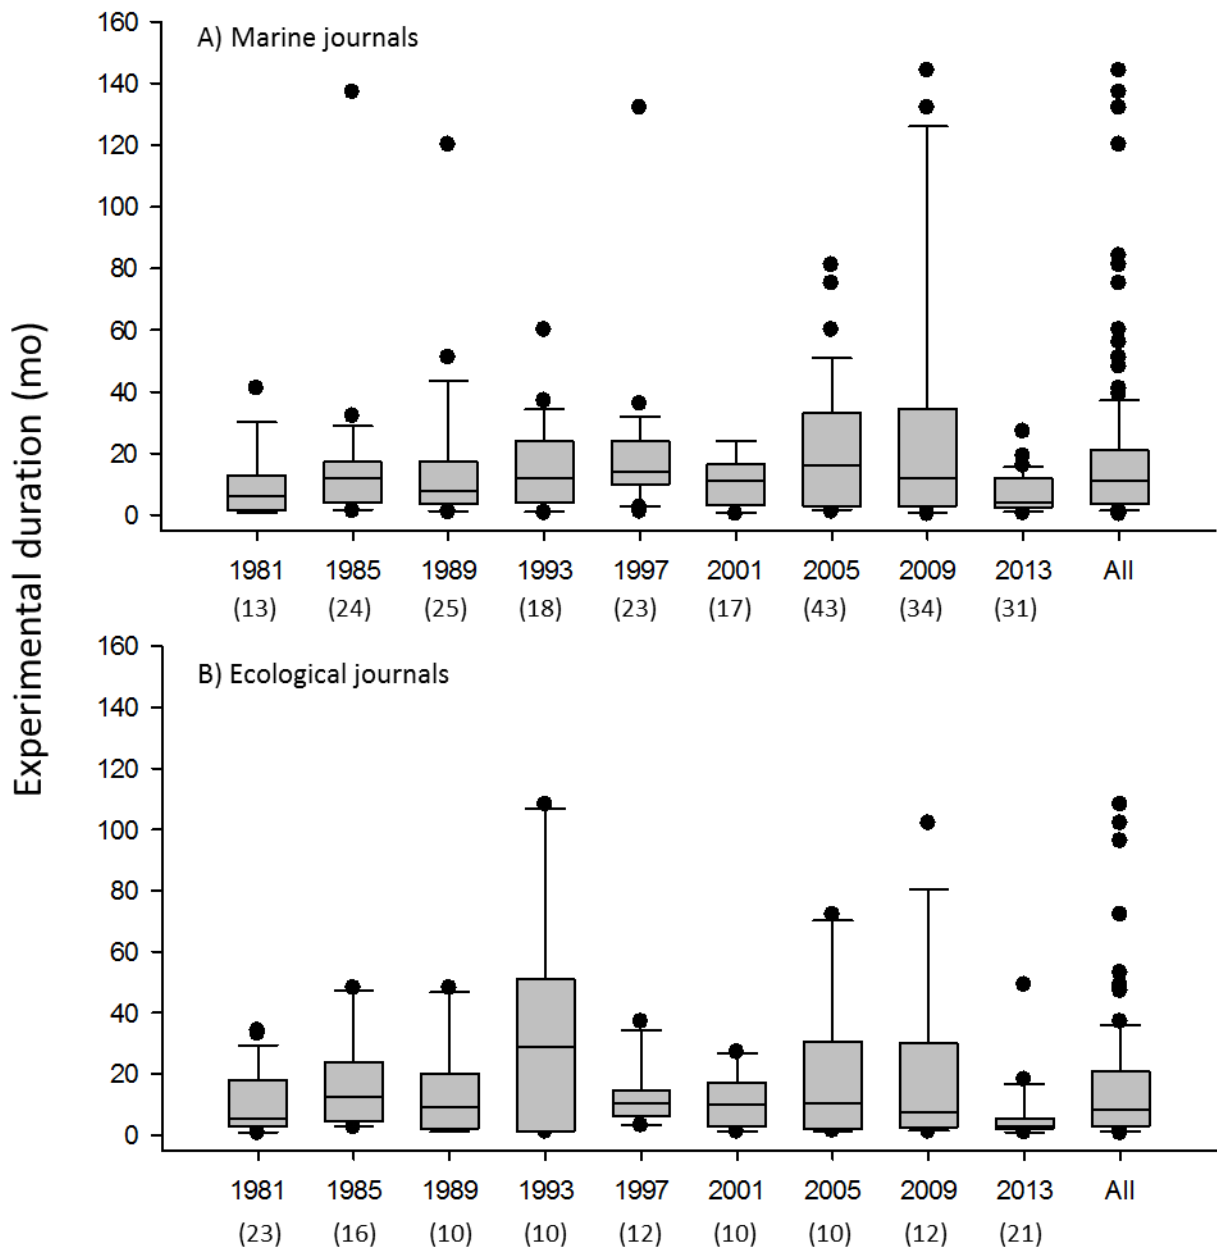 Experimental duration (mo)
A) Marine journals
160
140
120
100
80
60
40
20
0
1981 1985 1989 1993 1997 2001 2005 2009 2013 All
(13) (24) (25) (18) (23) (17) (43) (34) (31)
B) Ecological journals
160
140
120
100
80
60
40
20
0
1981 1985 1989 1993 1997 2001 2005 2009 2013 All
(23) (16) (10) (10) (12) (10) (10) (12) (21)